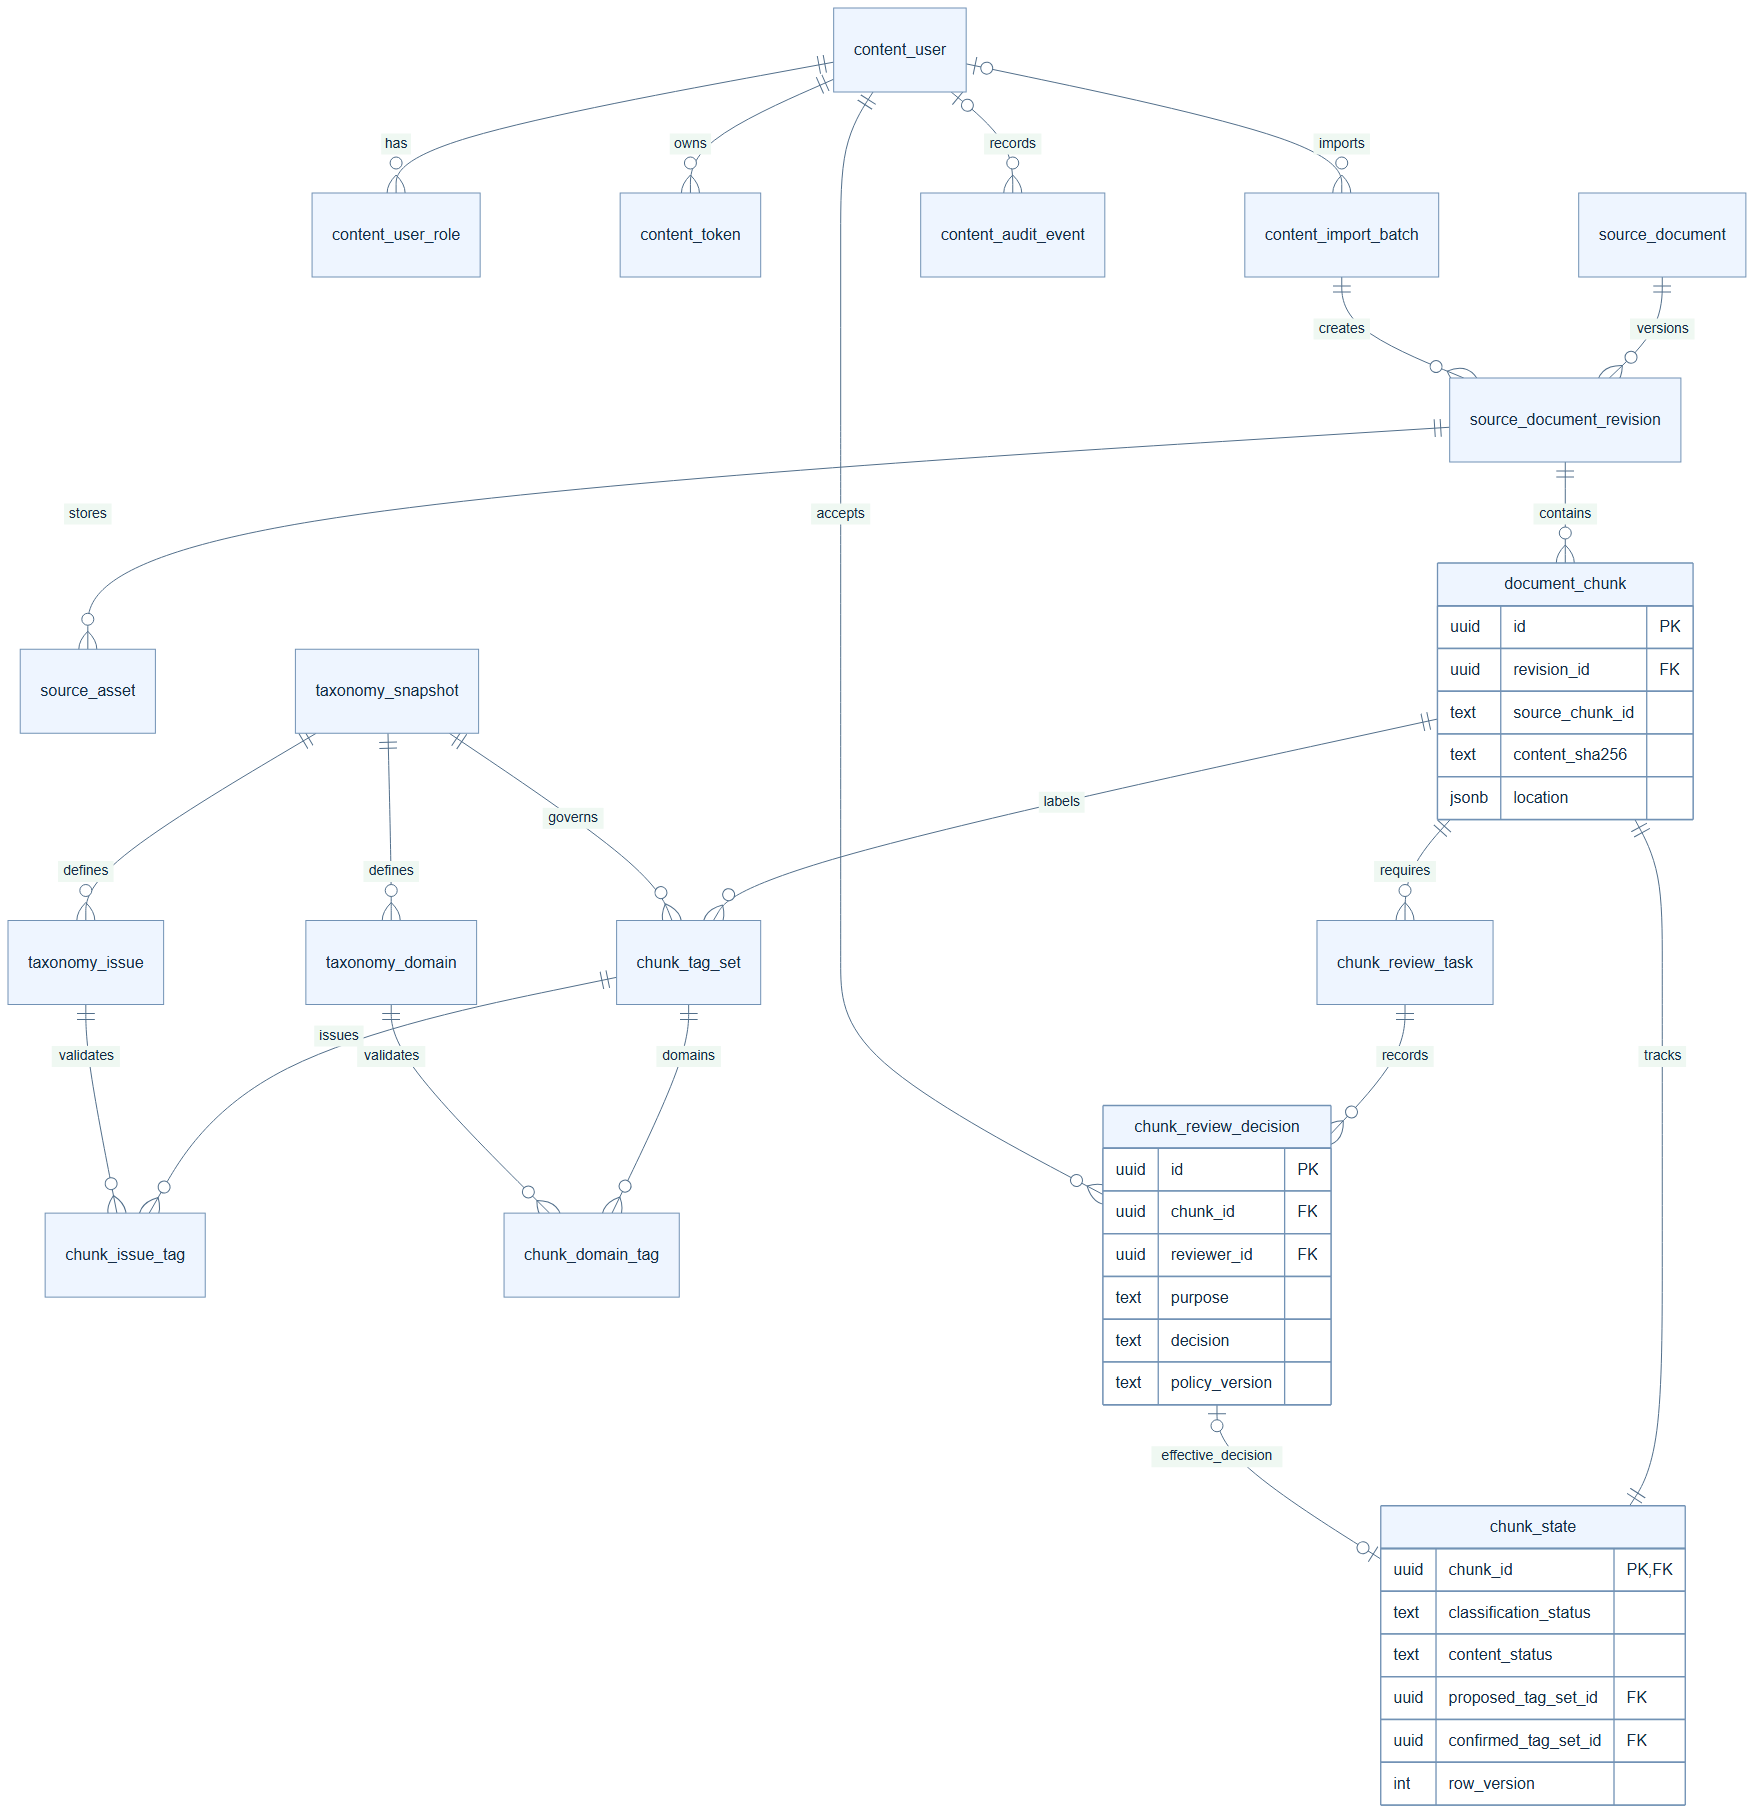 content_user
has
owns
records
imports
content_user_role
content_token
content_audit_event
content_import_batch
source_document
creates
versions
source_document_revision
stores
accepts
contains
document_chunk
uuid id PK
uuid revision_id FK
text source_chunk_id
text content_sha256
jsonb location
source_asset
taxonomy_snapshot
labels
governs
defines
defines
requires
taxonomy_issue
taxonomy_domain
chunk_tag_set
chunk_review_task
issues
validates
validates
domains
records
tracks
chunk_review_decision
uuid id PK
uuid chunk_id FK
uuid reviewer_id FK
text purpose
text decision
text policy_version
chunk_issue_tag
chunk_domain_tag
effective_decision
chunk_state
uuid chunk_id PK,FK
text classification_status
text content_status
uuid proposed_tag_set_id FK
uuid confirmed_tag_set_id FK
int row_version